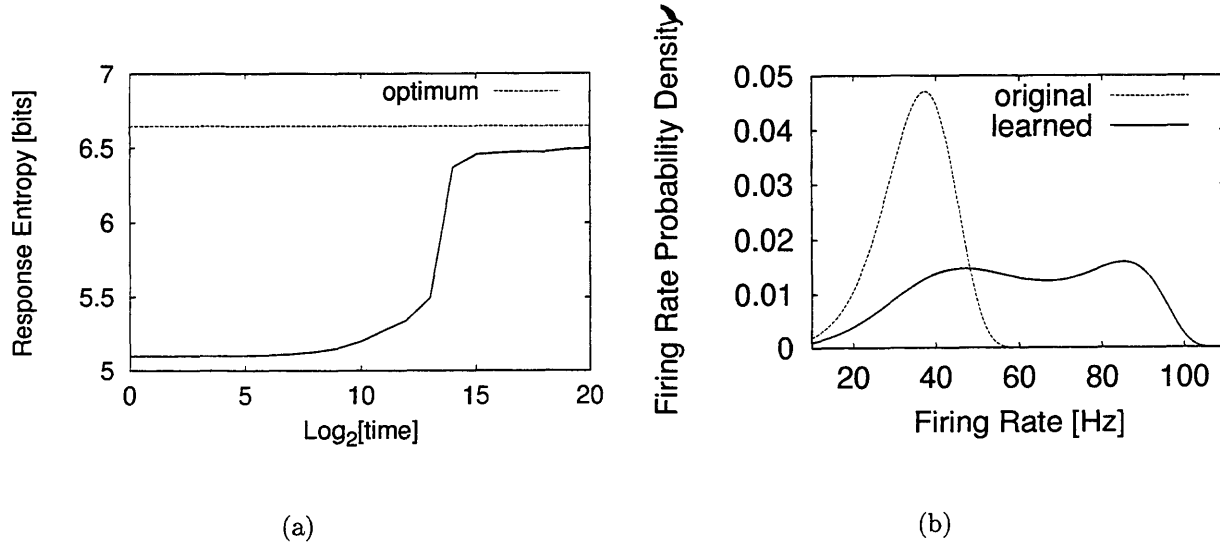 7
6.5
6
5.5
5
Response Entropy [bits]
optimum
0 5 10 15 20
Log2[time]
(a)
0.05
0.04
0.03
0.02
0.01
0
Firing Rate Probability Density
original
learned
20 40 60 80 100
Firing Rate [Hz]
(b)